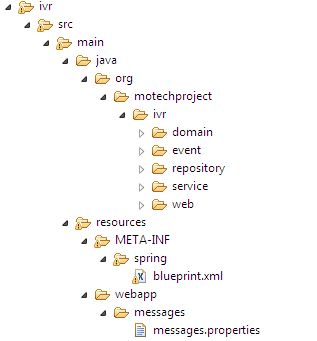 ivr
src
main
java
org
motechproject
ivr
domain
event
repository
service
web
resources
META-INF
spring
blueprint.xml
webapp
messages
messages.properties